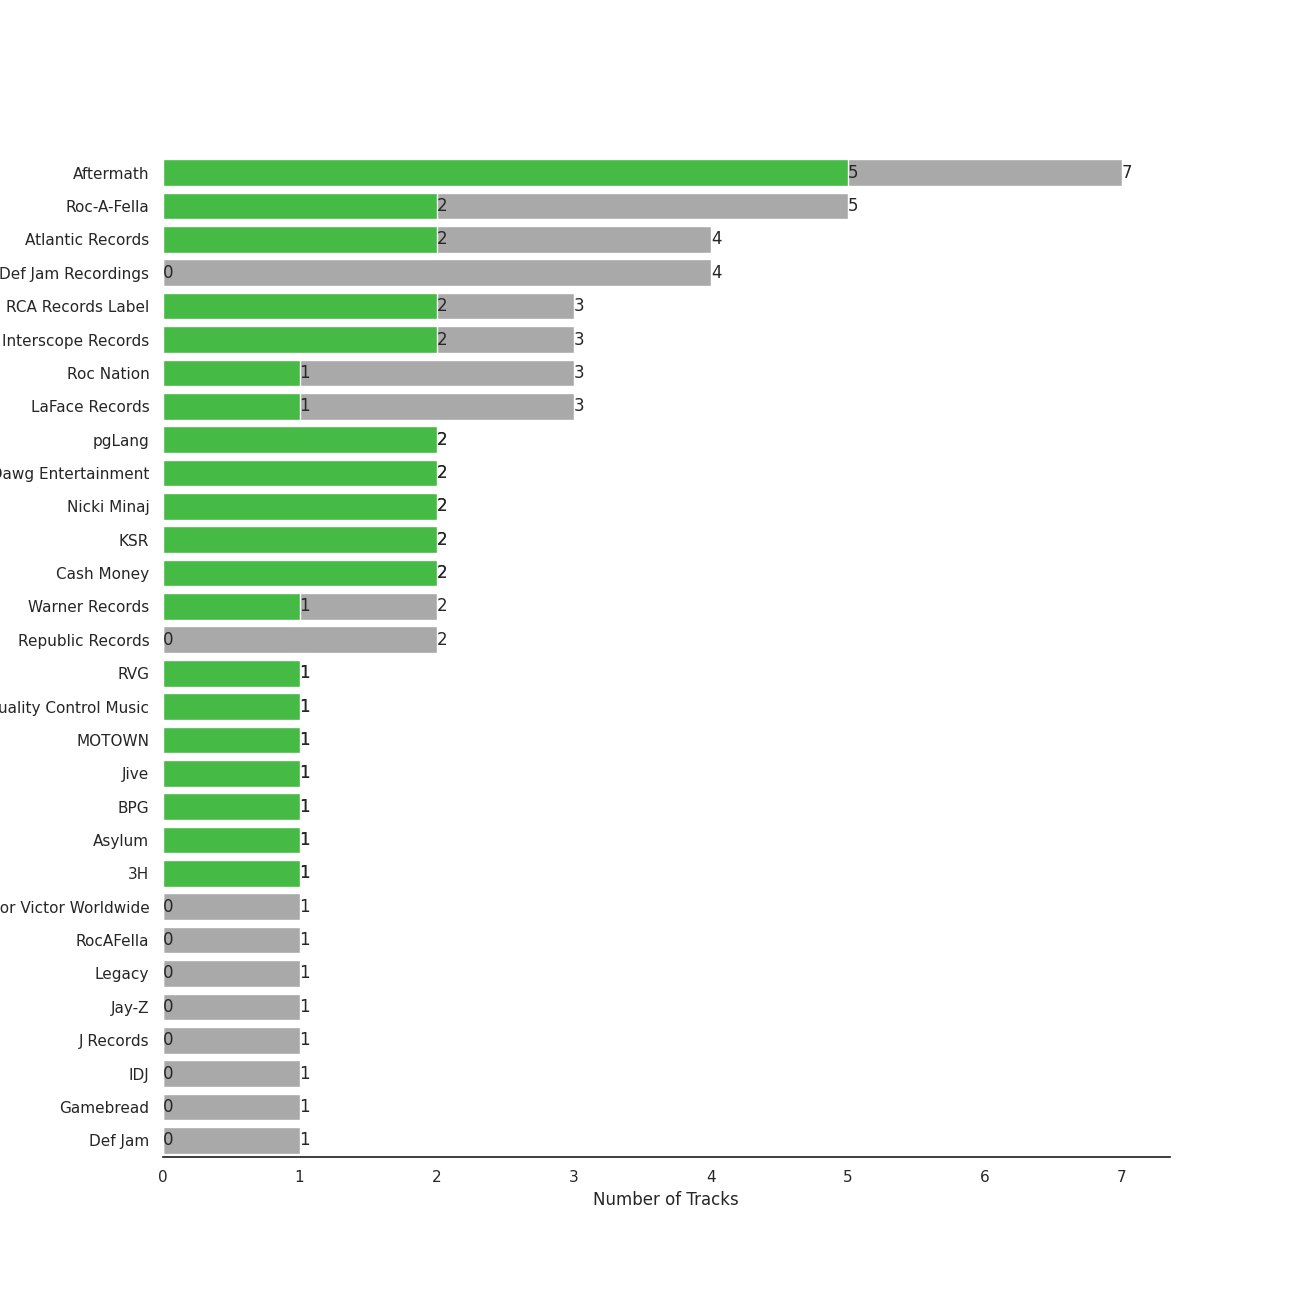 Aftermath 5 7
Roc-A-Fella 2 5
Atlantic Records 2 4
Def Jam Recordings 0 4
RCA Records Label 2 3
Interscope Records 2 3
Roc Nation 1 3
LaFace Records 1 3
pgLang 2
Entertainment 2
Nicki Minaj 2
KSR 2
Cash Money 2
Warner Records 1 2
Republic Records 0 2
RVG 1
Control Music 1
MOTOWN 1
Jive 1
BPG 1
Asylum 1
3H 1
Victor Worldwide 0 1
RocAFella 0 1
Legacy 0 1
Jay-Z 0 1
J Records 0 1
IDJ 0 1
Gamebread 0 1
Def Jam 0 1
0 1 2 3 4 5 6 7
Number of Tracks